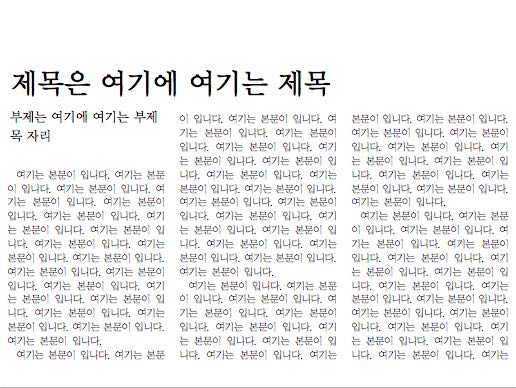 제목은 여기에 여기는 제목
부제는 여기에 여기는 부제
목 자리
여기는 본문이 입니다. 여기는 본문
이 입니다. 여기는 본문이 입니다. 여
기는 본문이 입니다. 여기는 본문이
입니다. 여기는 본문이 입니다. 여기
는 본문이 입니다. 여기는 본문이 입
니다. 여기는 본문이 입니다. 여기는
본문이 입니다. 여기는 본문이 입니다.
여기는 본문이 입니다. 여기는 본문이
입니다. 여기는 본문이 입니다. 여기
는 본문이 입니다. 여기는 본문이 입
니다. 여기는 본문이 입니다. 여기는
본문이 입니다. 여기는 본문이 입니다.
여기는 본문이 입니다.
여기는 본문이 입니다. 여기는 본문
이 입니다. 여기는 본문이 입니다. 여
기는 본문이 입니다. 여기는 본문이
입니다. 여기는 본문이 입니다. 여기
는 본문이 입니다. 여기는 본문이 입
니다. 여기는 본문이 입니다. 여기는
본문이 입니다. 여기는 본문이 입니다.
여기는 본문이 입니다. 여기는 본문이
입니다. 여기는 본문이 입니다. 여기
는 본문이 입니다. 여기는 본문이 입
니다. 여기는 본문이 입니다. 여기는
본문이 입니다. 여기는 본문이 입니다.
여기는 본문이 입니다.
여기는 본문이 입니다. 여기는 본문
이 입니다. 여기는 본문이 입니다. 여
기는 본문이 입니다. 여기는 본문이
입니다. 여기는 본문이 입니다. 여기
는 본문이 입니다. 여기는 본문이 입
니다. 여기는 본문이 입니다. 여기는
본문이 입니다. 여기는 본문이 입니다.
여기는 본문이 입니다. 여기는 본문이
입니다. 여기는 본문이 입니다. 여기
는 본문이 입니다. 여기는 본문이 입
니다. 여기는 본문이 입니다. 여기는
본문이 입니다. 여기는 본문이 입니다.
여기는 본문이 입니다.
여기는 본문이 입니다. 여기는 본문
이 입니다. 여기는 본문이 입니다. 여
기는 본문이 입니다. 여기는 본문이
입니다. 여기는 본문이 입니다. 여기
는 본문이 입니다. 여기는 본문이 입
니다. 여기는 본문이 입니다. 여기는
본문이 입니다. 여기는 본문이 입니다.
여기는 본문이 입니다. 여기는 본문이
입니다. 여기는 본문이 입니다. 여기
는 본문이 입니다. 여기는 본문이 입
니다. 여기는 본문이 입니다. 여기는